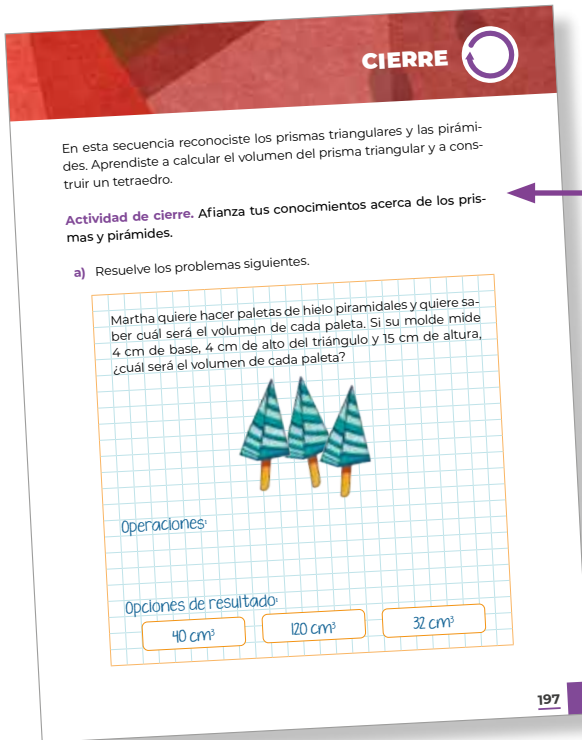 CIERRE
En esta secuencia reconociste los prismas triangulares y las pirámi-
des. Aprendiste a calcular el volumen del prisma triangular y a cons-
truir un tetraedro.
Actividad de cierre. Afianza tus conocimientos acerca de los pris-
mas y pirámides.
a) Resuelve los problemas siguientes.
Martha quiere hacer paletas de hielo piramidales y quiere sa-
ber cuál será el volumen de cada paleta. Si su molde mide
4 cm de base, 4 cm de alto del triángulo y 15 cm de altura,
¿cuál será el volumen de cada paleta?
Operaciones:
Opciones de resultado:
40 cm³
120 cm³
32 cm³
197